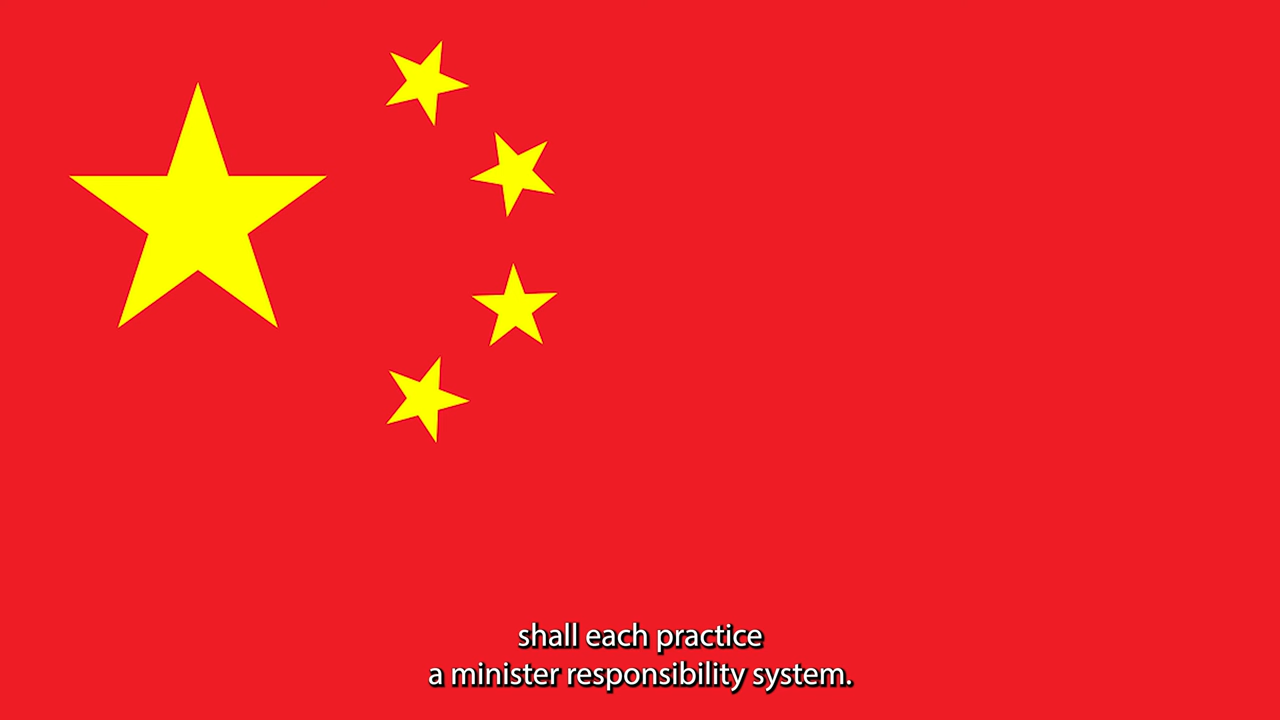 shall each practice
a minister responsibility system.